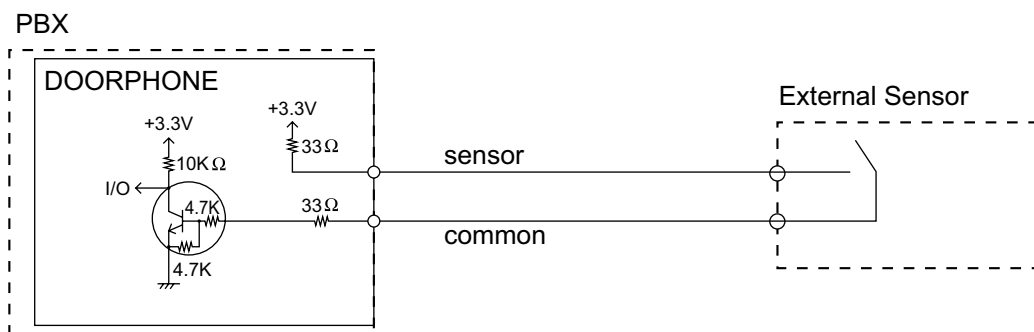 PBX
DOORPHONE
External Sensor
+3.3V
+3.3V
33Ω
10KΩ
sensor
I/O
4.7K
33Ω
common
4.7K